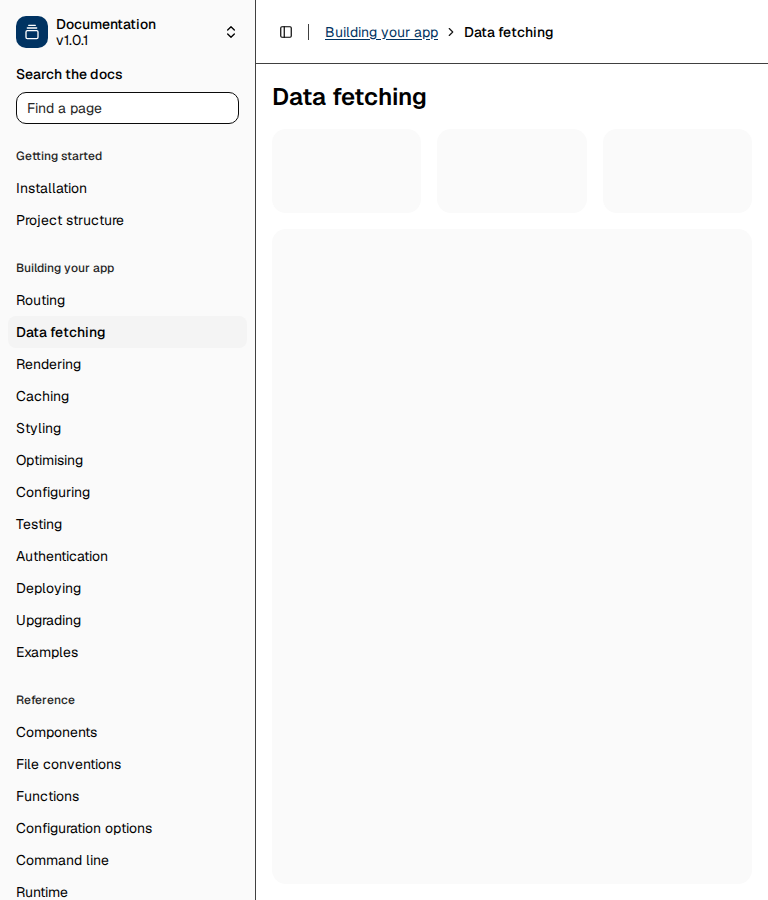 Documentation
v1.0.1
Search the docs
Find a page
Getting started
Installation
Project structure
Building your app
Routing
Data fetching
Rendering
Caching
Styling
Optimising
Configuring
Testing
Authentication
Deploying
Upgrading
Examples
Reference
Components
File conventions
Functions
Configuration options
Command line
Runtime
Building your app > Data fetching
Data fetching